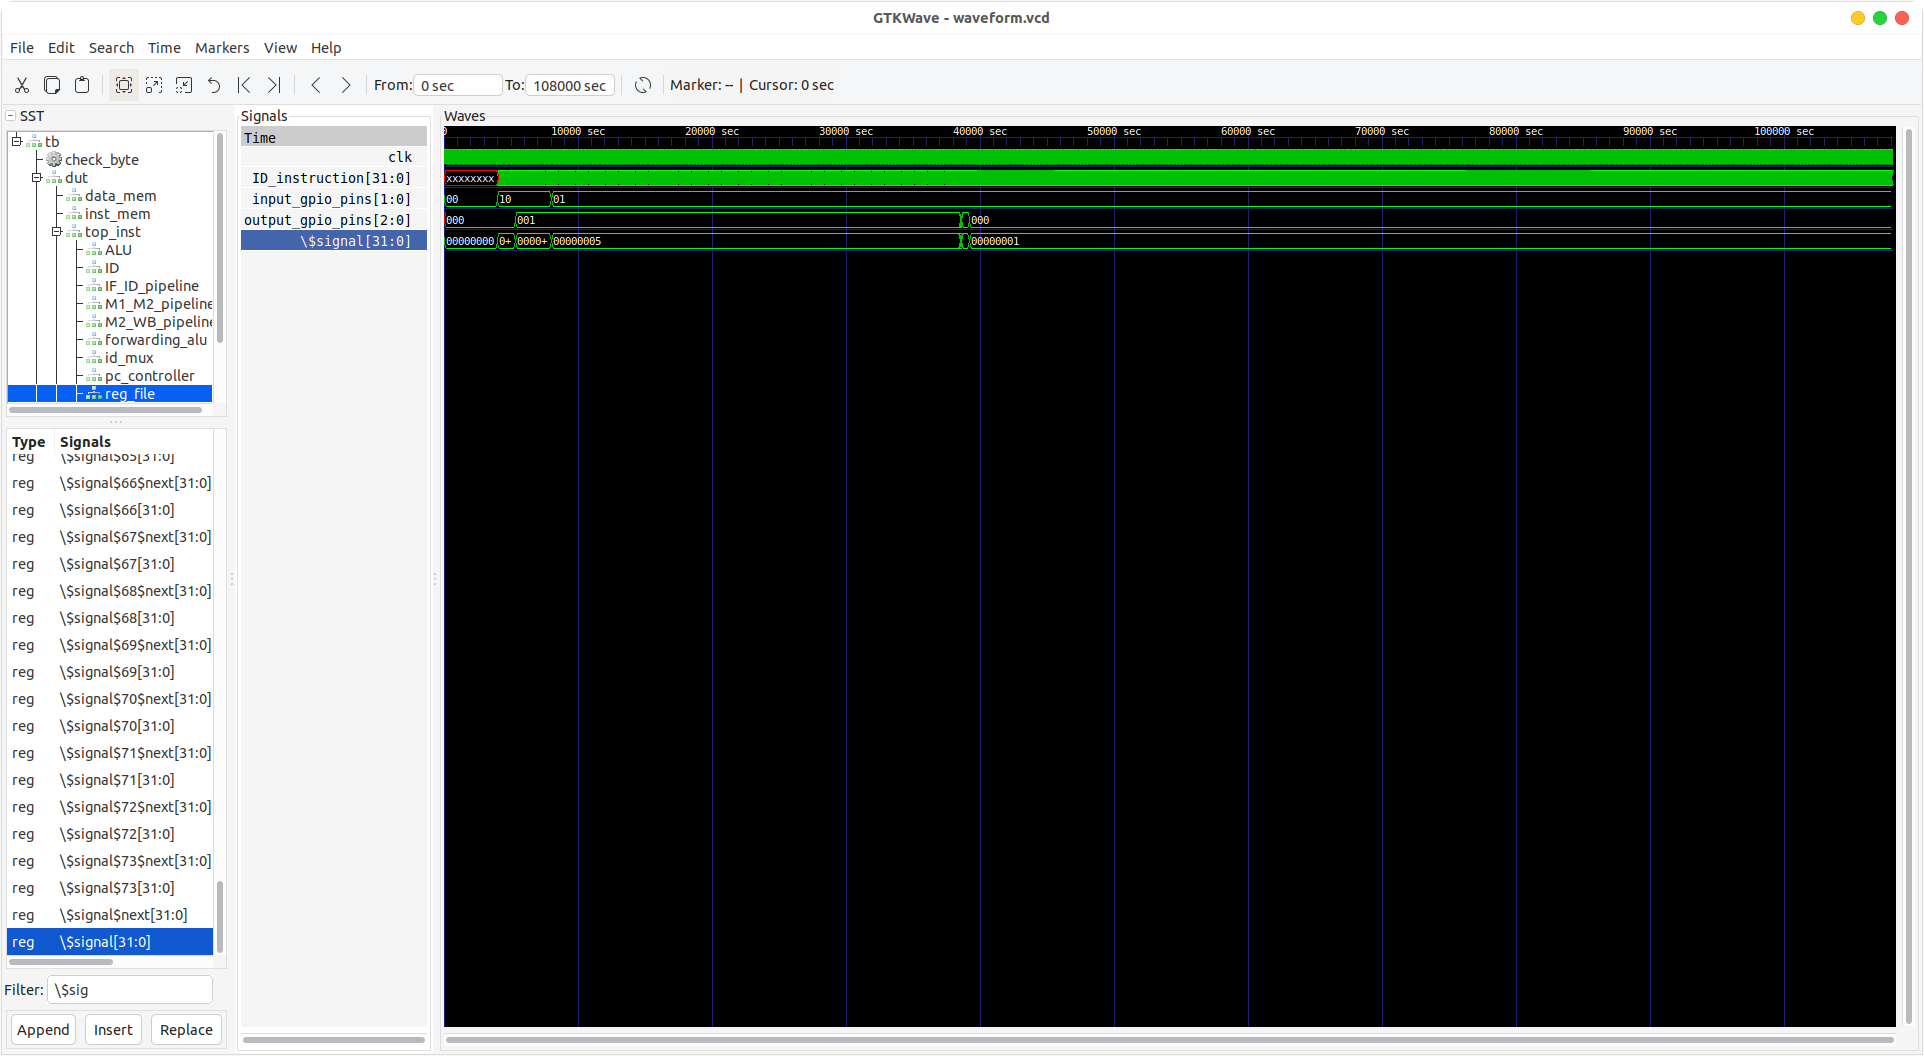 GTKWave - waveform.vcd
File Edit Search Time Markers View Help
From: 0 sec To: 108000 sec Marker: -- | Cursor: 0 sec
SST
tb
check_byte
dut
data_mem
inst_mem
top_inst
ALU
ID
IF_ID_pipeline
M1_M2_pipeline
M2_WB_pipeline
forwarding_alu
id_mux
pc_controller
reg_file
Type Signals
reg \$signal$65[31:0]
reg \$signal$66$next[31:0]
reg \$signal$66[31:0]
reg \$signal$67$next[31:0]
reg \$signal$67[31:0]
reg \$signal$68$next[31:0]
reg \$signal$68[31:0]
reg \$signal$69$next[31:0]
reg \$signal$69[31:0]
reg \$signal$70$next[31:0]
reg \$signal$70[31:0]
reg \$signal$71$next[31:0]
reg \$signal$71[31:0]
reg \$signal$72$next[31:0]
reg \$signal$72[31:0]
reg \$signal$73$next[31:0]
reg \$signal$73[31:0]
reg \$signal$next[31:0]
reg \$signal[31:0]
Filter: \$sig
Append Insert Replace
Signals
Time
clk
ID_instruction[31:0]
input_gpio_pins[1:0]
output_gpio_pins[2:0]
\$signal[31:0]
Waves
0 10000 sec 20000 sec 30000 sec 40000 sec 50000 sec 60000 sec 70000 sec 80000 sec 90000 sec 100000 sec
xxxxxxxx
00 10 01
000 001 000
00000000 0+ 0000+ 00000005 00000001